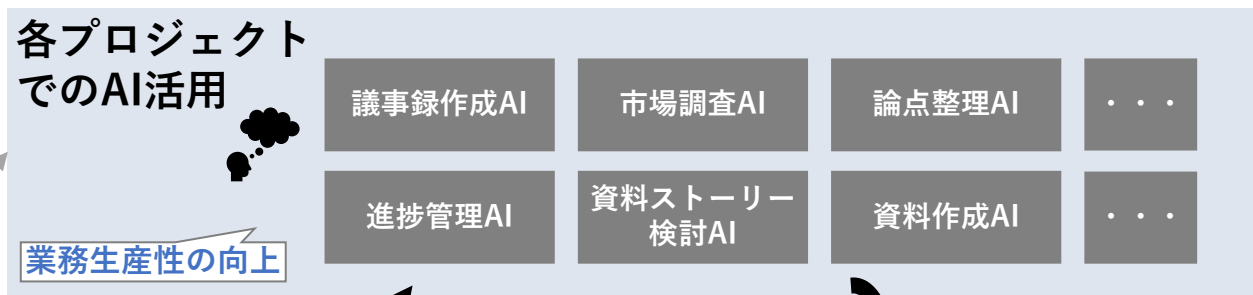 各プロジェクト
でのAI活用
議事録作成AI
市場調査AI
論点整理AI
・・・
進捗管理AI
資料ストーリー
検討AI
資料作成AI
・・・
業務生産性の向上